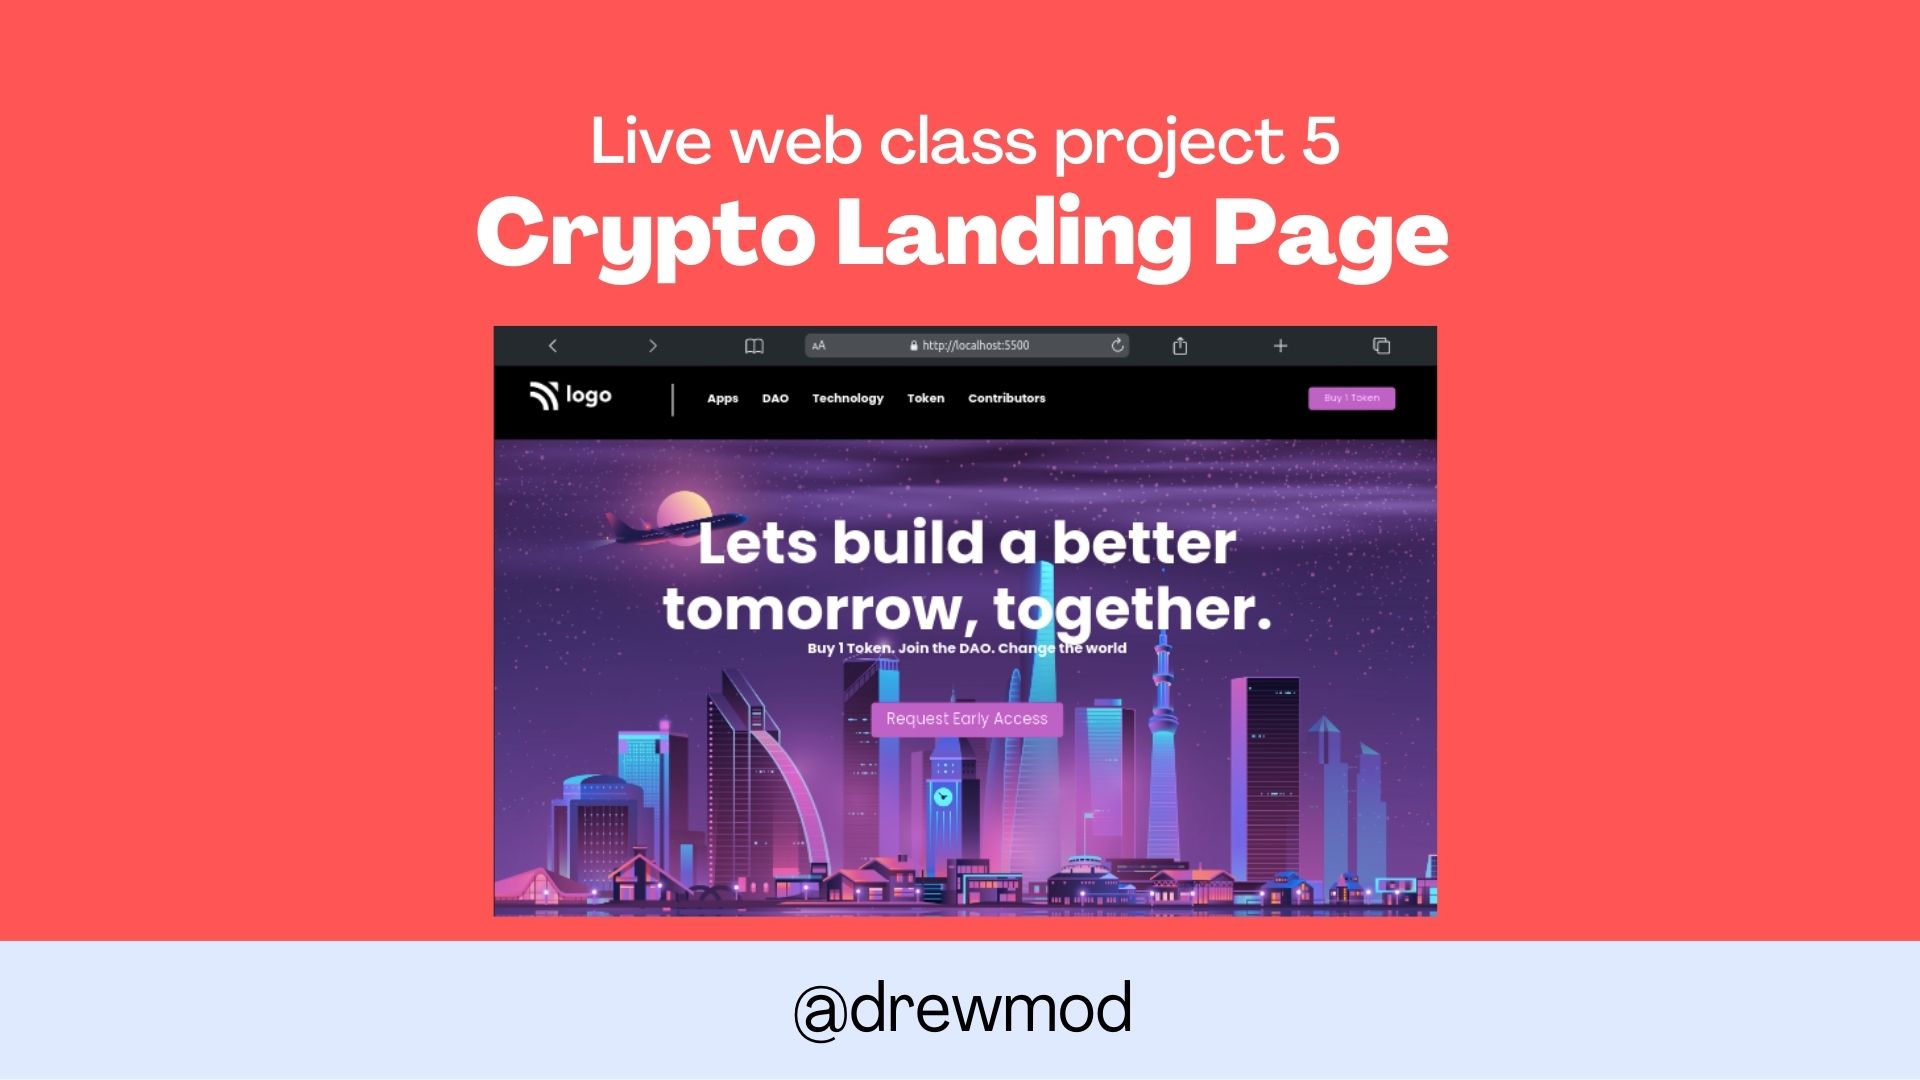 Live web class project 5
Crypto Landing Page
AA http://localhost:5500
logo Apps DAO Technology Token Contributors Buy 1 Token
Lets build a better
tomorrow, together.
Buy 1 Token. Join the DAO. Change the world
Request Early Access
@drewmod